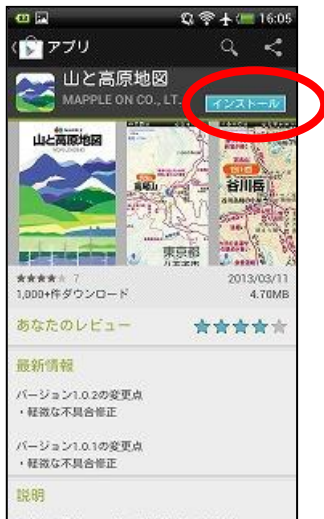 16:05
アプリ
山と高原地図
MAPPLE ON CO., LT.
インストール
山と高原地図
高尾山
東京都
谷川岳
7
2013/03/11
1,000+件ダウンロード
4.70MB
あなたのレビュー
最新情報
バージョン1.0.2の変更点
・軽微な不具合修正
バージョン1.0.1の変更点
・軽微な不具合修正
説明